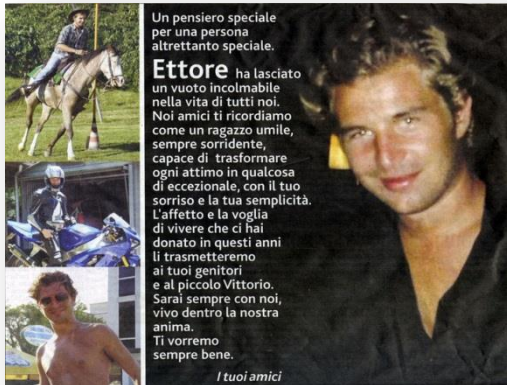 Un pensiero speciale
per una persona
altrettanto speciale.
Ettore ha lasciato
un vuoto incolmabile
nella vita di tutti noi.
Noi amici ti ricordiamo
come un ragazzo umile,
sempre sorridente,
capace di trasformare
ogni attimo in qualcosa
di eccezionale, con il tuo
sorriso e la tua semplicità.
L'affetto e la voglia
di vivere che ci hai
donato in questi anni
li trasmetteremo
ai tuoi genitori
e al piccolo Vittorio.
Sarai sempre con noi,
vivo dentro la nostra
anima.
Ti vorremo
sempre bene.
I tuoi amici